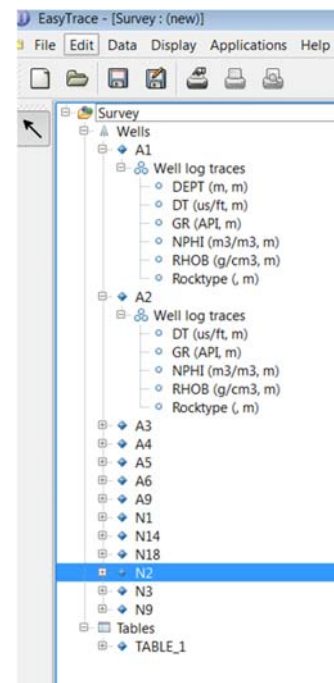 EasyTrace - [Survey : (new)]
File Edit Data Display Applications Help
Survey
Wells
A1
Well log traces
DEPT (m, m)
DT (us/ft, m)
GR (API, m)
NPHI (m3/m3, m)
RHOB (g/cm3, m)
Rocktype (, m)
A2
Well log traces
DT (us/ft, m)
GR (API, m)
NPHI (m3/m3, m)
RHOB (g/cm3, m)
Rocktype (, m)
A3
A4
A5
A6
A9
N1
N14
N18
N2
N3
N9
Tables
TABLE_1